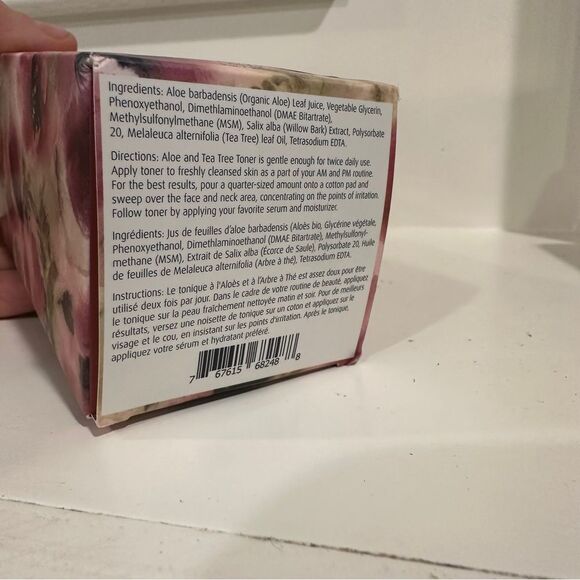 Ingredients: Aloe barbadensis (Organic Aloe) Leaf Juice, Vegetable Glycerin,
Phenoxyethanol, Dimethlaminoethanol (DMAE Bitartrate),
Methylsulfonylmethane (MSM), Salix alba (Willow Bark) Extract, Polysorbate
20, Melaleuca alternifolia (Tea Tree) leaf Oil, Tetrasodium EDTA.
Directions: Aloe and Tea Tree Toner is gentle enough for twice daily use.
Apply toner to freshly cleansed skin as a part of your AM and PM routine.
For the best results, pour a quarter-sized amount onto a cotton pad and
sweep over the face and neck area, concentrating on the points of irritation.
Follow toner by applying your favorite serum and moisturizer.
Ingrédients: Jus de feuilles d'aloe barbadensis (Aloès bio, Glycérine végétale,
Phenoxyethanol, Dimethlaminoethanol (DMAE Bitartrate), Methylsulfonyl-
methane (MSM), Extrait de Salix alba (Écorce de Saule), Polysorbate 20, Huile
de feuilles de Melaleuca alternifolia (Arbre à thé), Tetrasodium EDTA.
Instructions: Le tonique à l'Aloès et à l'Arbre à Thé est assez doux pour être
utilisé deux fois par jour. Dans le cadre de votre routine de beauté, appliquez
le tonique sur la peau fraîchement nettoyée matin et soir. Pour de meilleurs
résultats, versez une noisette de tonique sur un coton et appliquez sur le
visage et le cou, en insistant sur les points d'irritation. Après le tonique,
appliquez votre sérum et hydratant préféré.
7 67615 68248 8